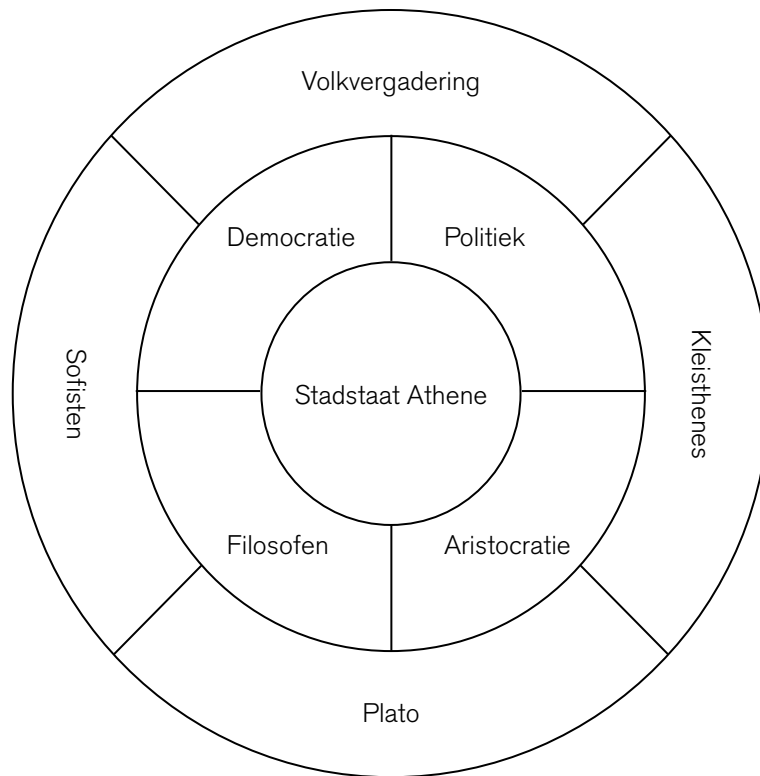 Volkvergadering
Democratie
Politiek
Sofisten
Stadstaat Athene
Kleisthenes
Filosofen
Aristocratie
Plato